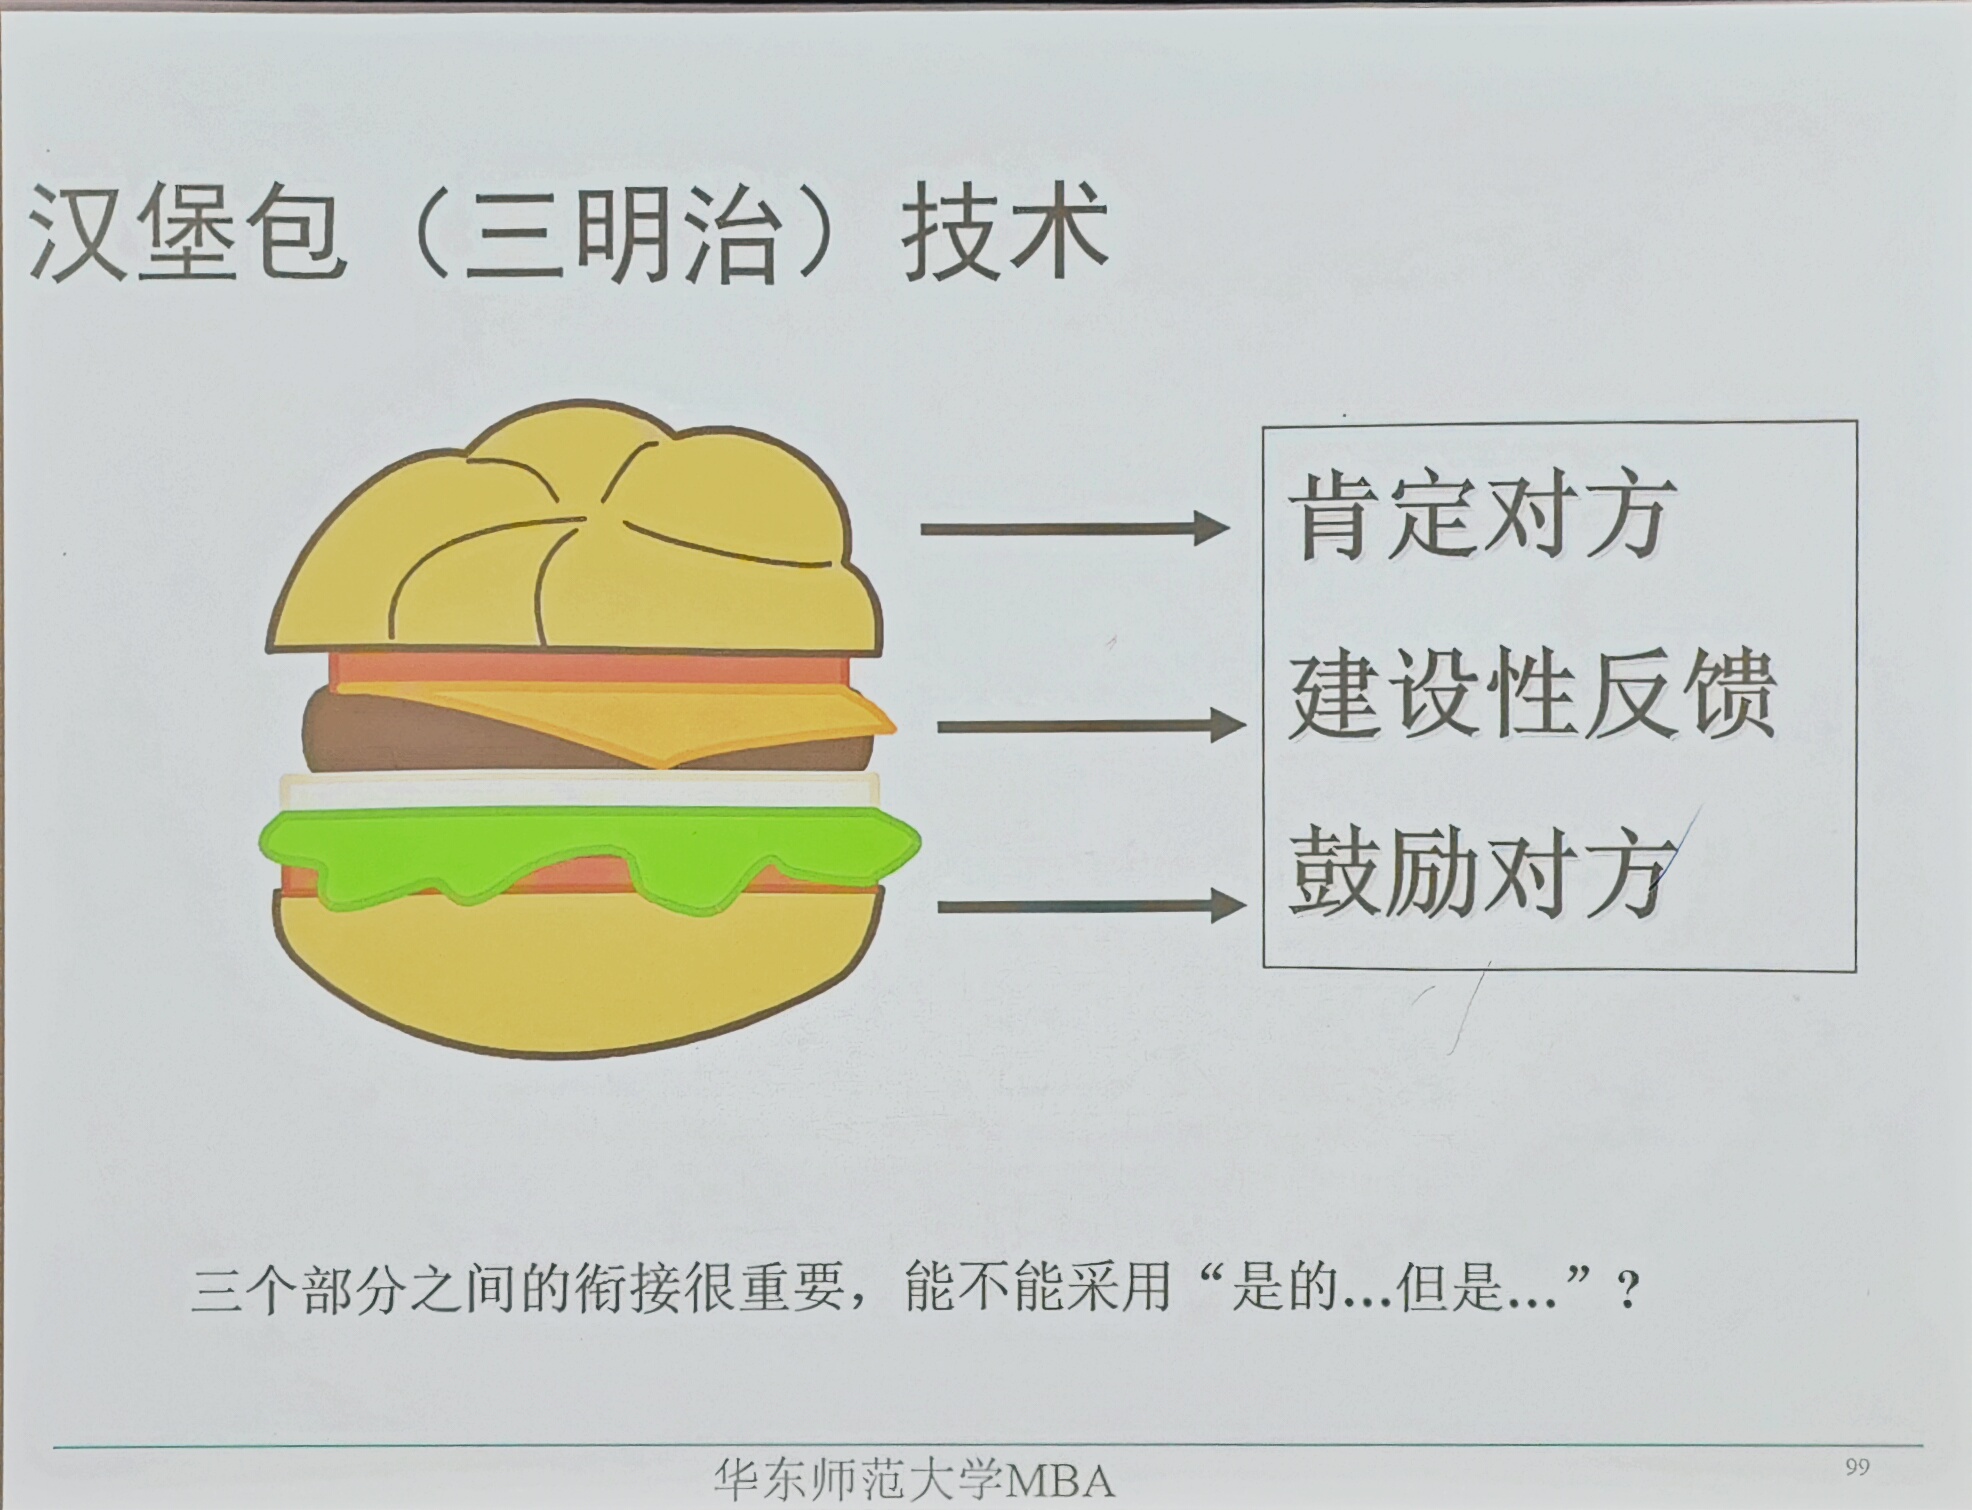 汉堡包（三明治）技术
肯定对方
建设性反馈
鼓励对方
三个部分之间的衔接很重要，能不能采用“是的...但是...”？
华东师范大学MBA
99